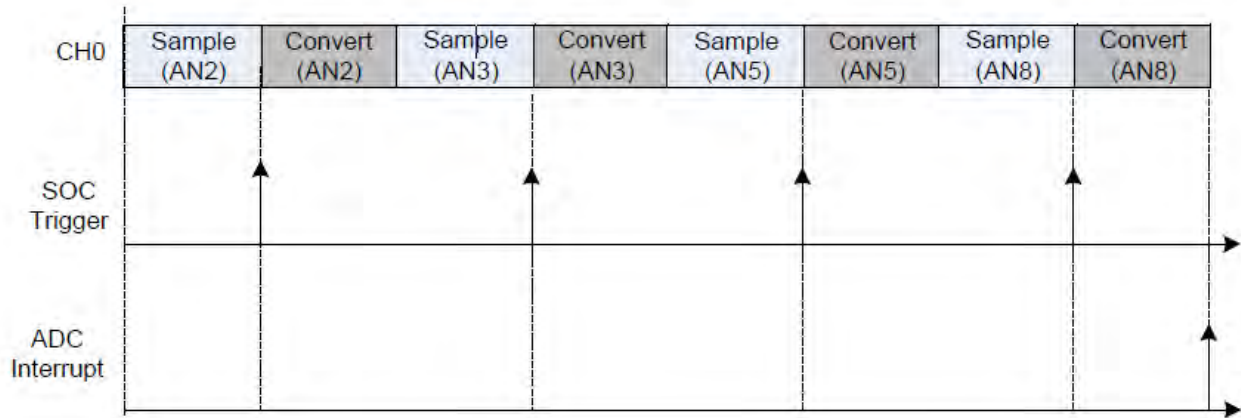 CH0
Sample
(AN2)
Convert
(AN2)
Sample
(AN3)
Convert
(AN3)
Sample
(AN5)
Convert
(AN5)
Sample
(AN8)
Convert
(AN8)
SOC
Trigger
ADC
Interrupt